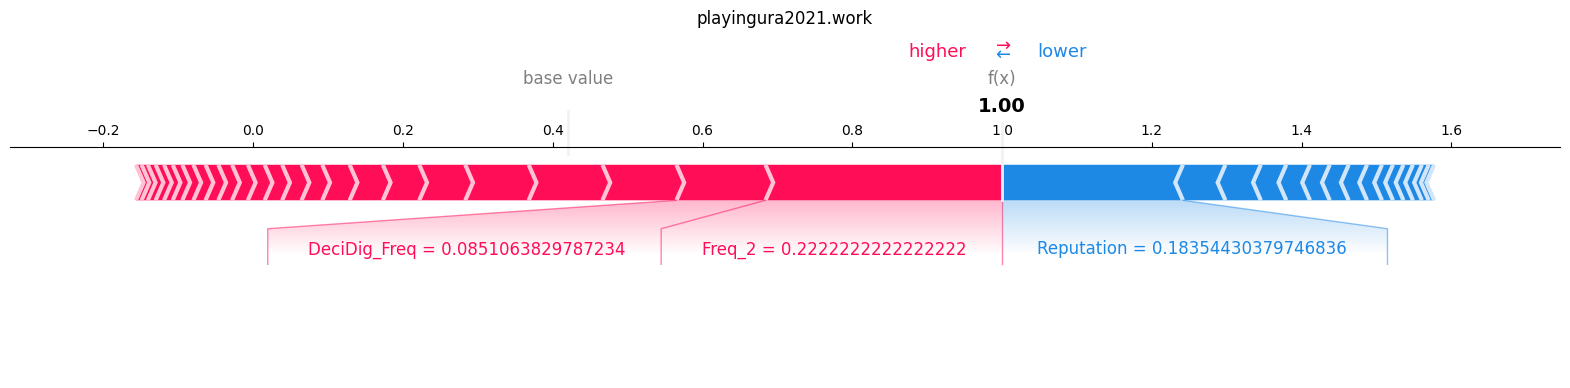 playingura2021.work
higher ⇄ lower
base value f(x)
1.00
−0.2 0.0 0.2 0.4 0.6 0.8 1.0 1.2 1.4 1.6
DeciDig_Freq = 0.0851063829787234 Freq_2 = 0.2222222222222222 Reputation = 0.18354430379746836